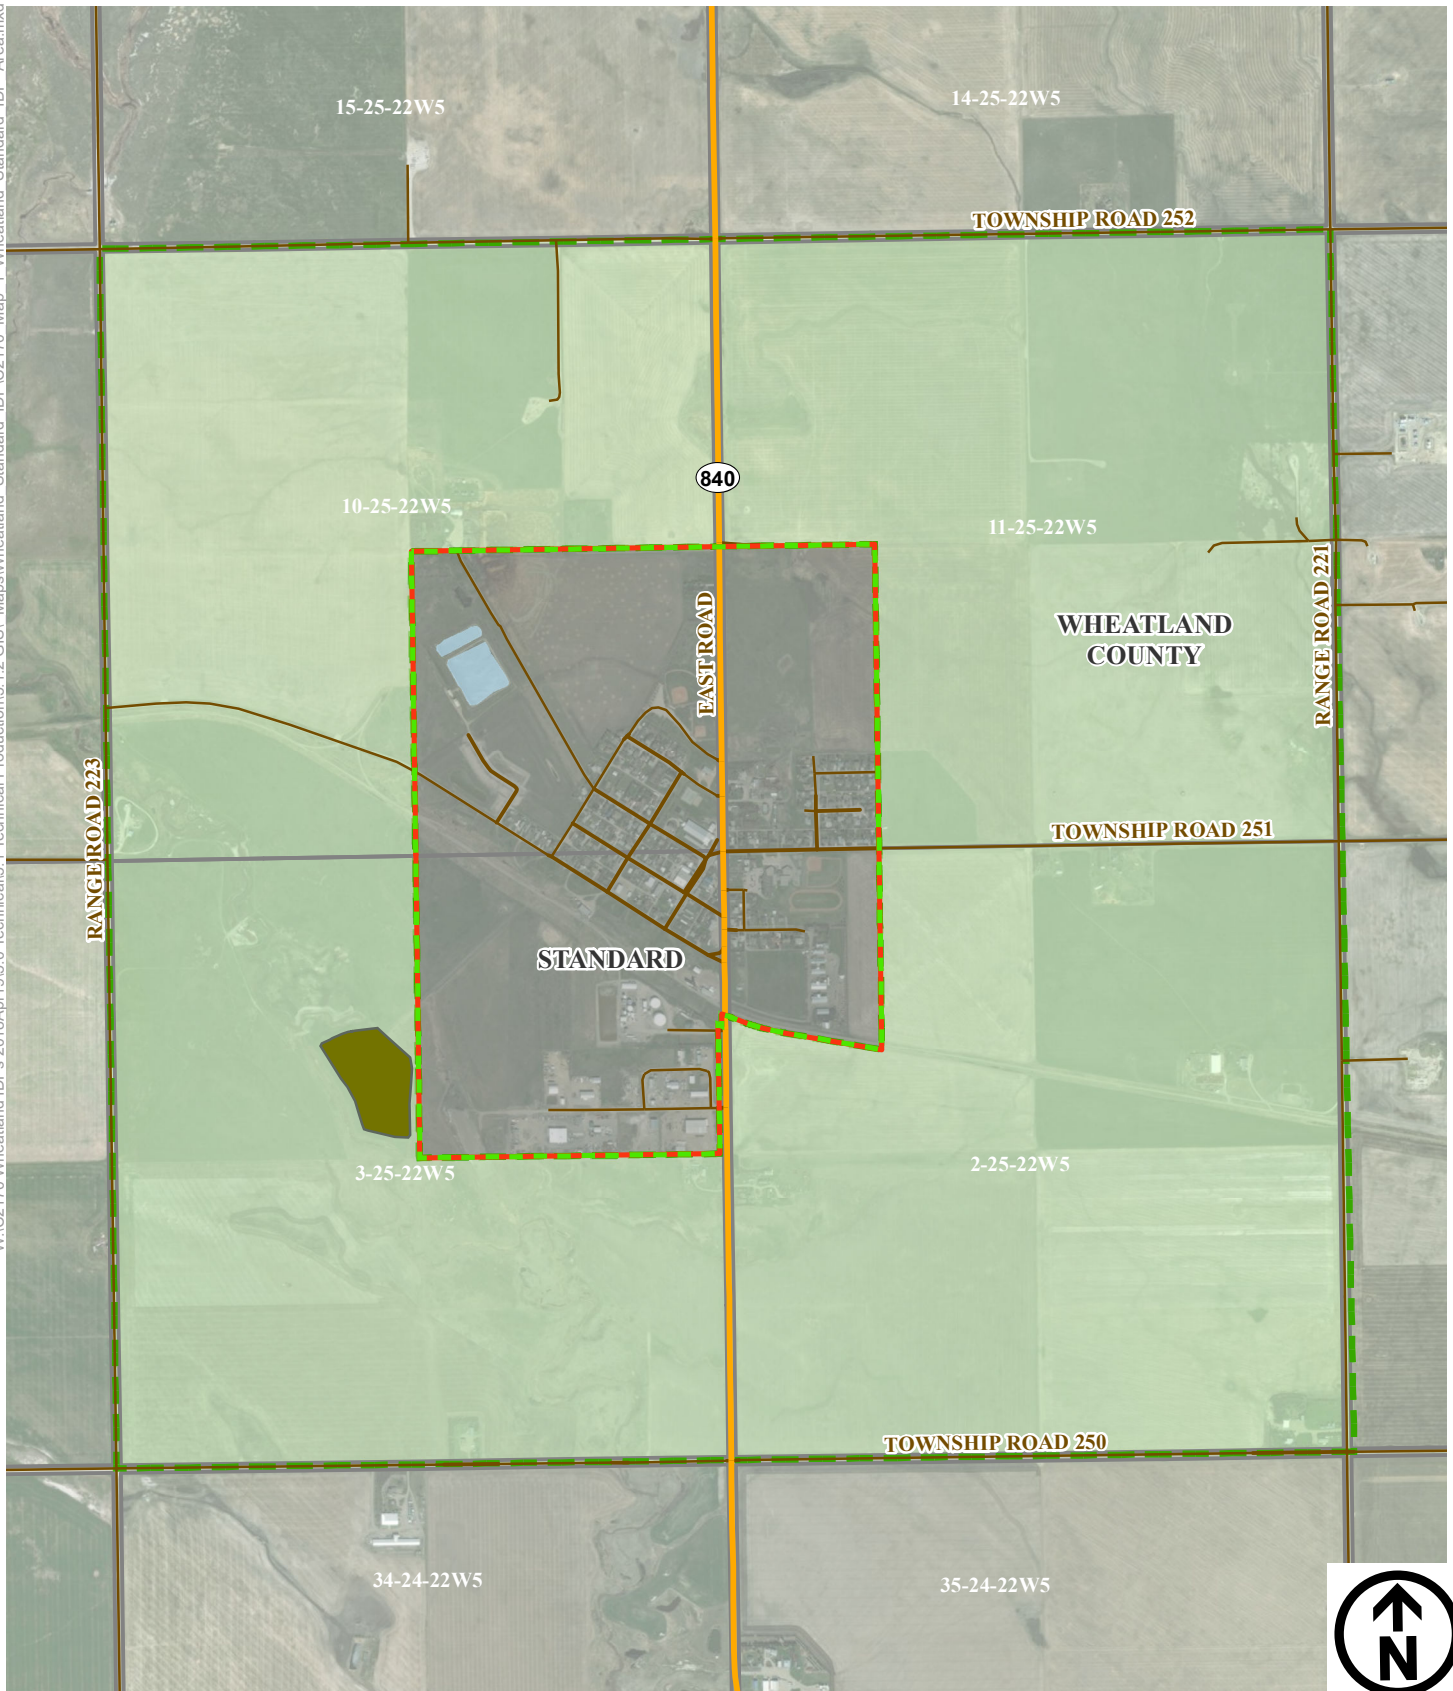 15-25-22W5
14-25-22W5
TOWNSHIP ROAD 252
840
10-25-22W5
11-25-22W5
EAST ROAD
WHEATLAND
COUNTY
RANGE ROAD 221
RANGE ROAD 223
TOWNSHIP ROAD 251
STANDARD
3-25-22W5
2-25-22W5
TOWNSHIP ROAD 250
34-24-22W5
35-24-22W5
N